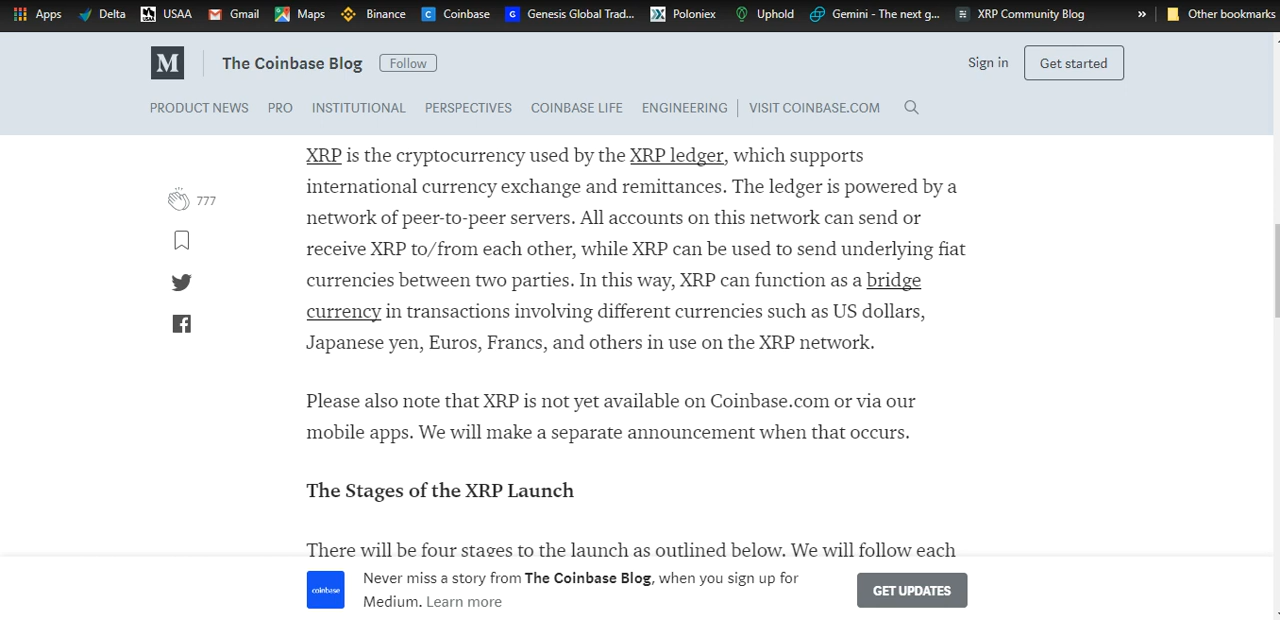 Apps Delta USAA Gmail Maps Binance Coinbase Genesis Global Trad... Poloniex Uphold Gemini - The next g... XRP Community Blog » Other bookmarks
M The Coinbase Blog Follow Sign in Get started
PRODUCT NEWS PRO INSTITUTIONAL PERSPECTIVES COINBASE LIFE ENGINEERING VISIT COINBASE.COM
XRP is the cryptocurrency used by the XRP ledger, which supports
international currency exchange and remittances. The ledger is powered by a
777
network of peer-to-peer servers. All accounts on this network can send or
receive XRP to/from each other, while XRP can be used to send underlying fiat
currencies between two parties. In this way, XRP can function as a bridge
currency in transactions involving different currencies such as US dollars,
Japanese yen, Euros, Francs, and others in use on the XRP network.
Please also note that XRP is not yet available on Coinbase.com or via our
mobile apps. We will make a separate announcement when that occurs.
The Stages of the XRP Launch
There will be four stages to the launch as outlined below. We will follow each
coinbase
Never miss a story from The Coinbase Blog, when you sign up for
Medium. Learn more
GET UPDATES